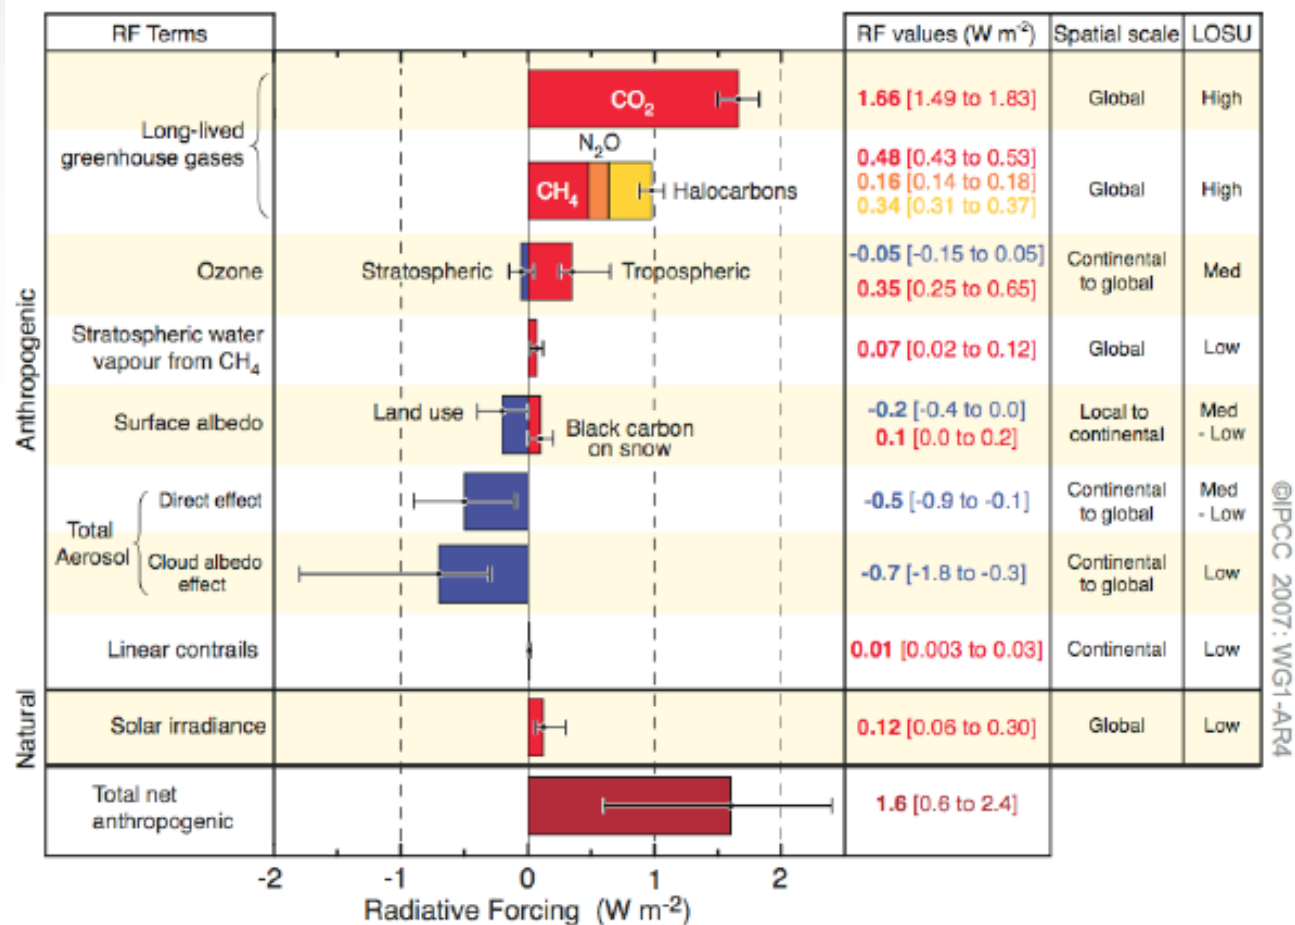 RF Terms
RF values (W m⁻²)
Spatial scale
LOSU
Anthropogenic
Long-lived
greenhouse gases
CO₂
1.66 [1.49 to 1.83]
Global
High
N₂O
CH₄
Halocarbons
0.48 [0.43 to 0.53]
0.16 [0.14 to 0.18]
0.34 [0.31 to 0.37]
Global
High
Ozone
Stratospheric
Tropospheric
-0.05 [-0.15 to 0.05]
0.35 [0.25 to 0.65]
Continental
to global
Med
Stratospheric water
vapour from CH₄
0.07 [0.02 to 0.12]
Global
Low
Surface albedo
Land use
Black carbon
on snow
-0.2 [-0.4 to 0.0]
0.1 [0.0 to 0.2]
Local to
continental
Med
- Low
Total
Aerosol
Direct effect
-0.5 [-0.9 to -0.1]
Continental
to global
Med
- Low
Cloud albedo
effect
-0.7 [-1.8 to -0.3]
Continental
to global
Low
Linear contrails
0.01 [0.003 to 0.03]
Continental
Low
Natural
Solar irradiance
0.12 [0.06 to 0.30]
Global
Low
Total net
anthropogenic
1.6 [0.6 to 2.4]
-2 -1 0 1 2
Radiative Forcing (W m⁻²)
©IPCC 2007: WG1-AR4